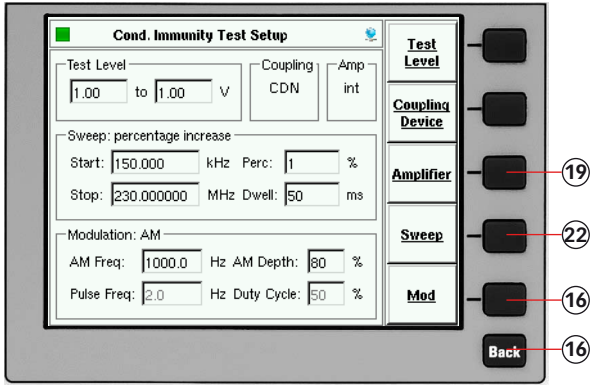 Cond. Immunity Test Setup
Test Level
1.00 to 1.00 V
Coupling
CDN
Amp
int
Sweep: percentage increase
Start: 150.000 kHz Perc: 1 %
Stop: 230.000000 MHz Dwell: 50 ms
Modulation: AM
AM Freq: 1000.0 Hz AM Depth: 80 %
Pulse Freq: 2.0 Hz Duty Cycle: 50 %
Test
Level
Coupling
Device
Amplifier
19
Sweep
22
Mod
16
Back
16